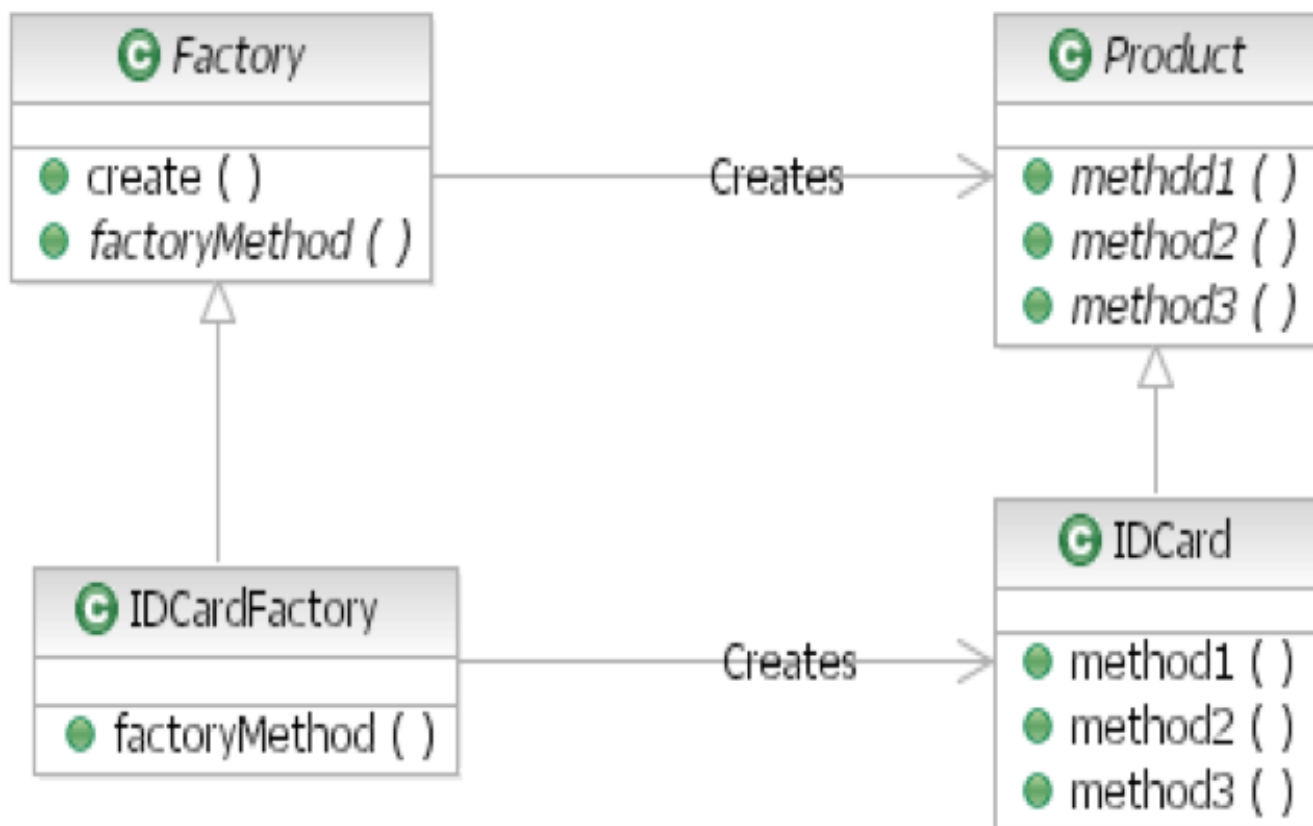 C Factory
create ( )
factoryMethod ( )
Creates
C Product
methdd1 ( )
method2 ( )
method3 ( )
C IDCardFactory
factoryMethod ( )
Creates
C IDCard
method1 ( )
method2 ( )
method3 ( )